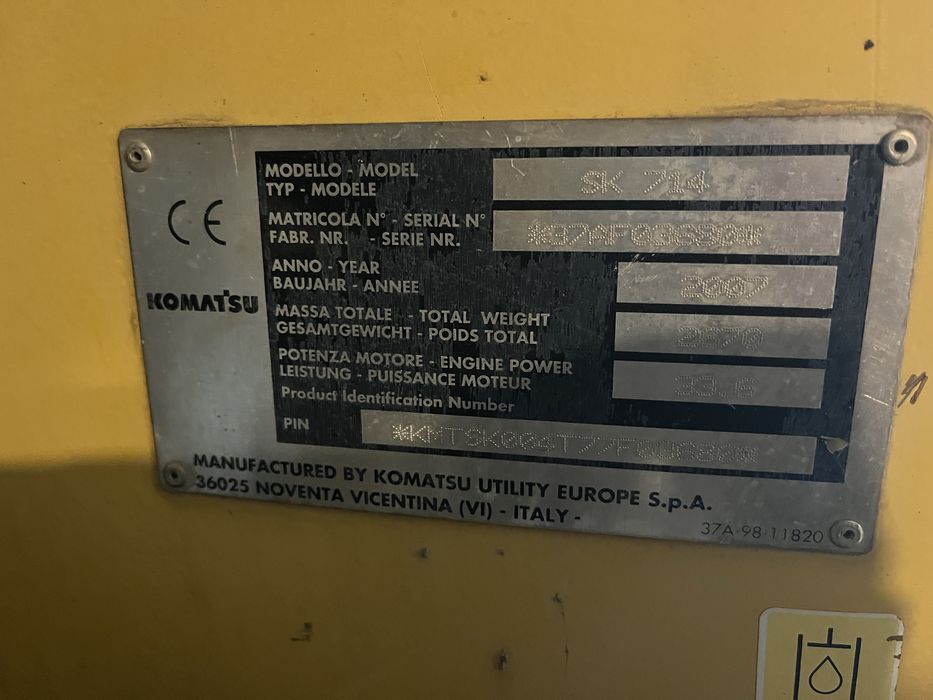 MODELLO - MODEL
TYP - MODELE
SK 714
MATRICOLA N° - SERIAL N°
FABR. NR. - SERIE NR.
*37AF03680*
ANNO - YEAR
BAUJAHR - ANNEE
2007
MASSA TOTALE - TOTAL WEIGHT
GESAMTGEWICHT - POIDS TOTAL
POTENZA MOTORE - ENGINE POWER
LEISTUNG - PUISSANCE MOTEUR
33.6
Product Identification Number
PIN
CE
KOMATSU
MANUFACTURED BY KOMATSU UTILITY EUROPE S.p.A.
36025 NOVENTA VICENTINA (VI) - ITALY -
37A-98-11820